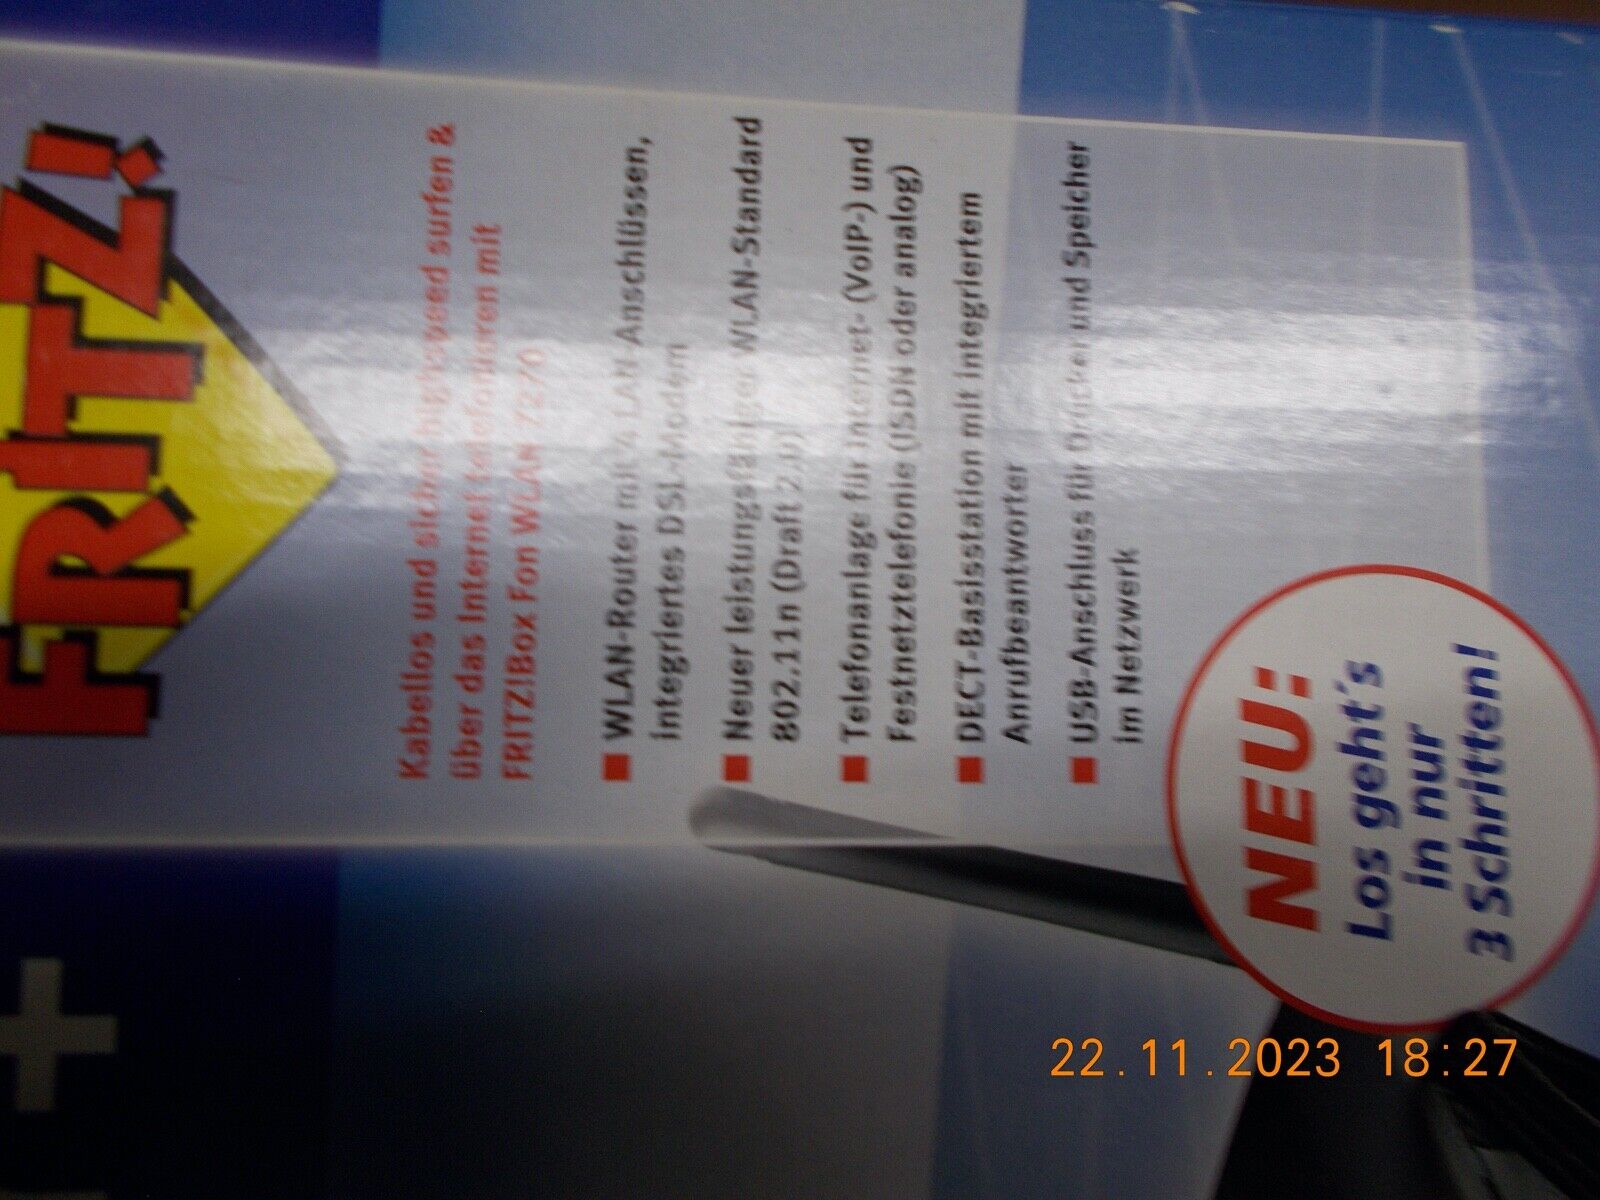 FRITZ!
Kabellos und sicher highspeed surfen &
über das Internet telefonieren mit
FRITZ!Box Fon WLAN 7270
WLAN-Router mit 4 LAN-Anschlüssen,
integriertes DSL-Modem
Neuer leistungsfähiger WLAN-Standard
802.11n (Draft 2.0)
Telefonanlage für Internet- (VoIP-) und
Festnetztelefonie (ISDN oder analog)
DECT-Basisstation mit integriertem
Anrufbeantworter
USB-Anschluss für Drucker und Speicher
im Netzwerk
NEU:
Los geht's
in nur
3 Schritten!
22.11.2023 18:27